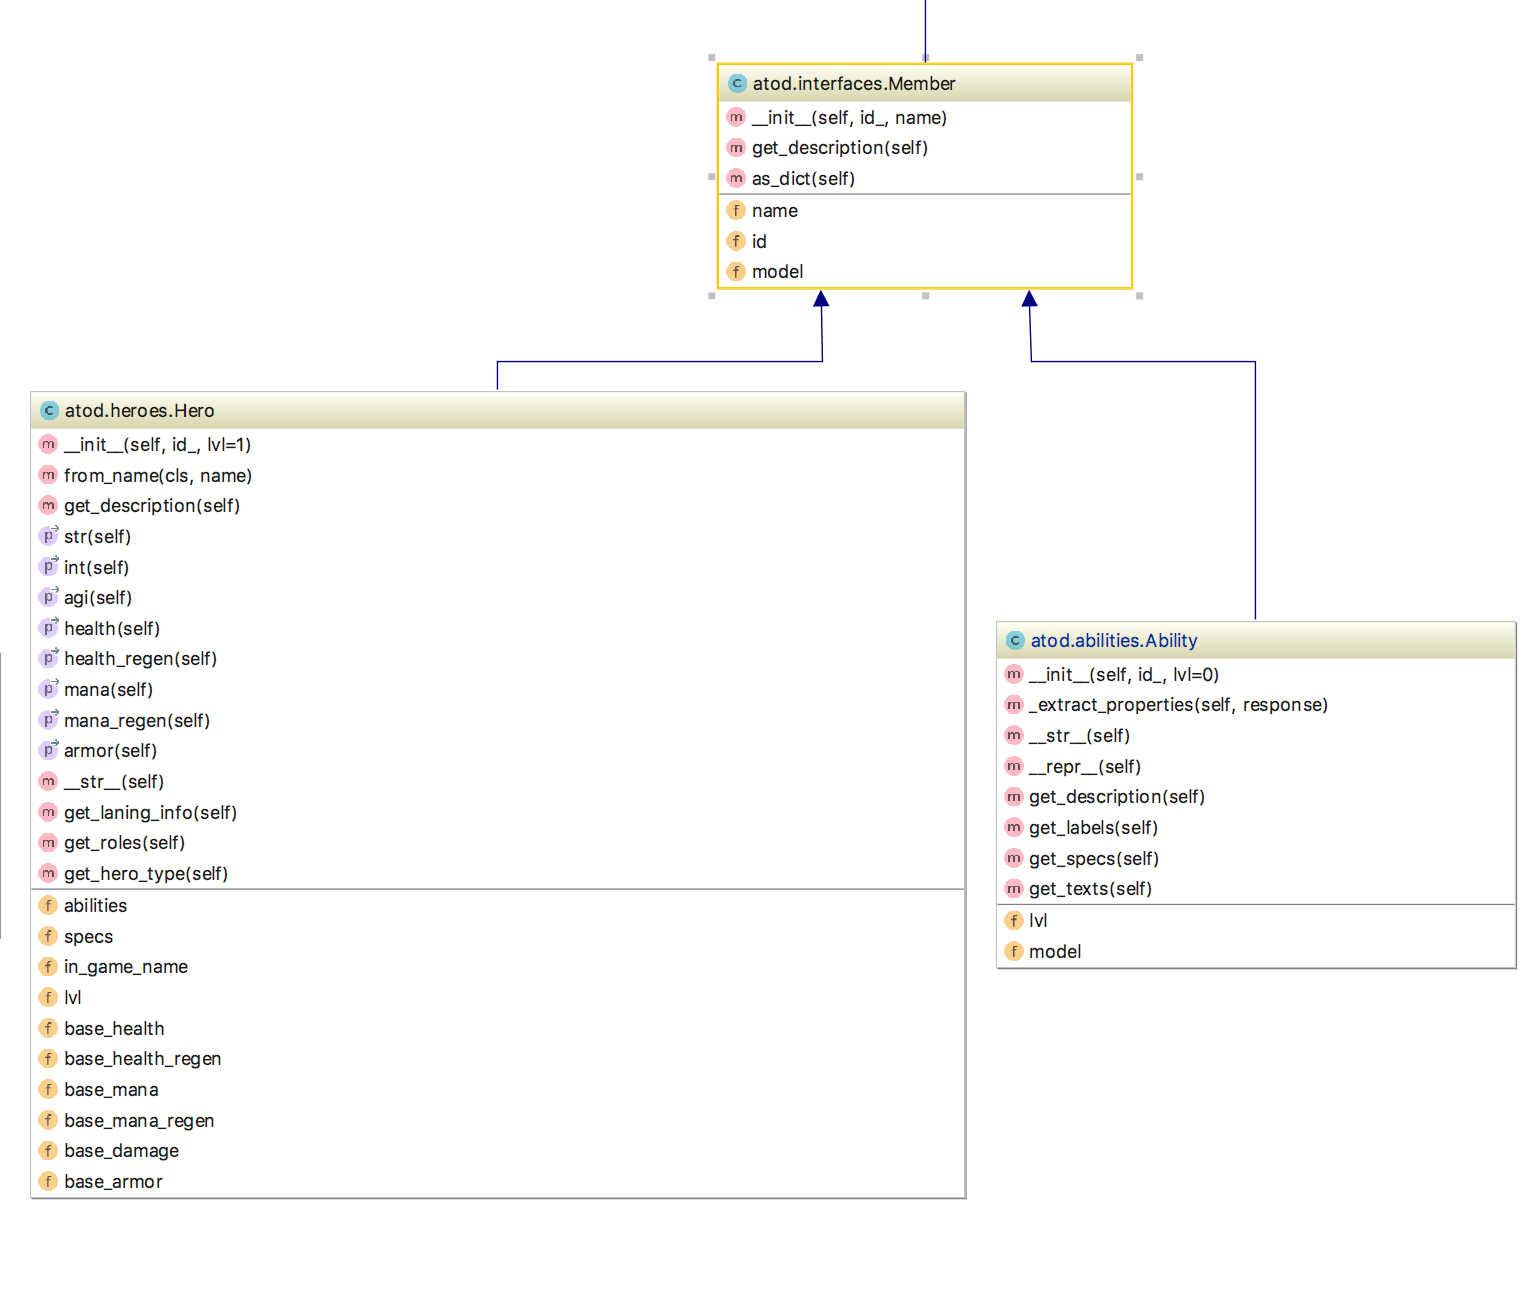 atod.interfaces.Member
__init__(self, id_, name)
get_description(self)
as_dict(self)
name
id
model
atod.heroes.Hero
__init__(self, id_, lvl=1)
from_name(cls, name)
get_description(self)
str(self)
int(self)
agi(self)
health(self)
health_regen(self)
mana(self)
mana_regen(self)
armor(self)
__str__(self)
get_laning_info(self)
get_roles(self)
get_hero_type(self)
abilities
specs
in_game_name
lvl
base_health
base_health_regen
base_mana
base_mana_regen
base_damage
base_armor
atod.abilities.Ability
__init__(self, id_, lvl=0)
_extract_properties(self, response)
__str__(self)
__repr__(self)
get_description(self)
get_labels(self)
get_specs(self)
get_texts(self)
lvl
model